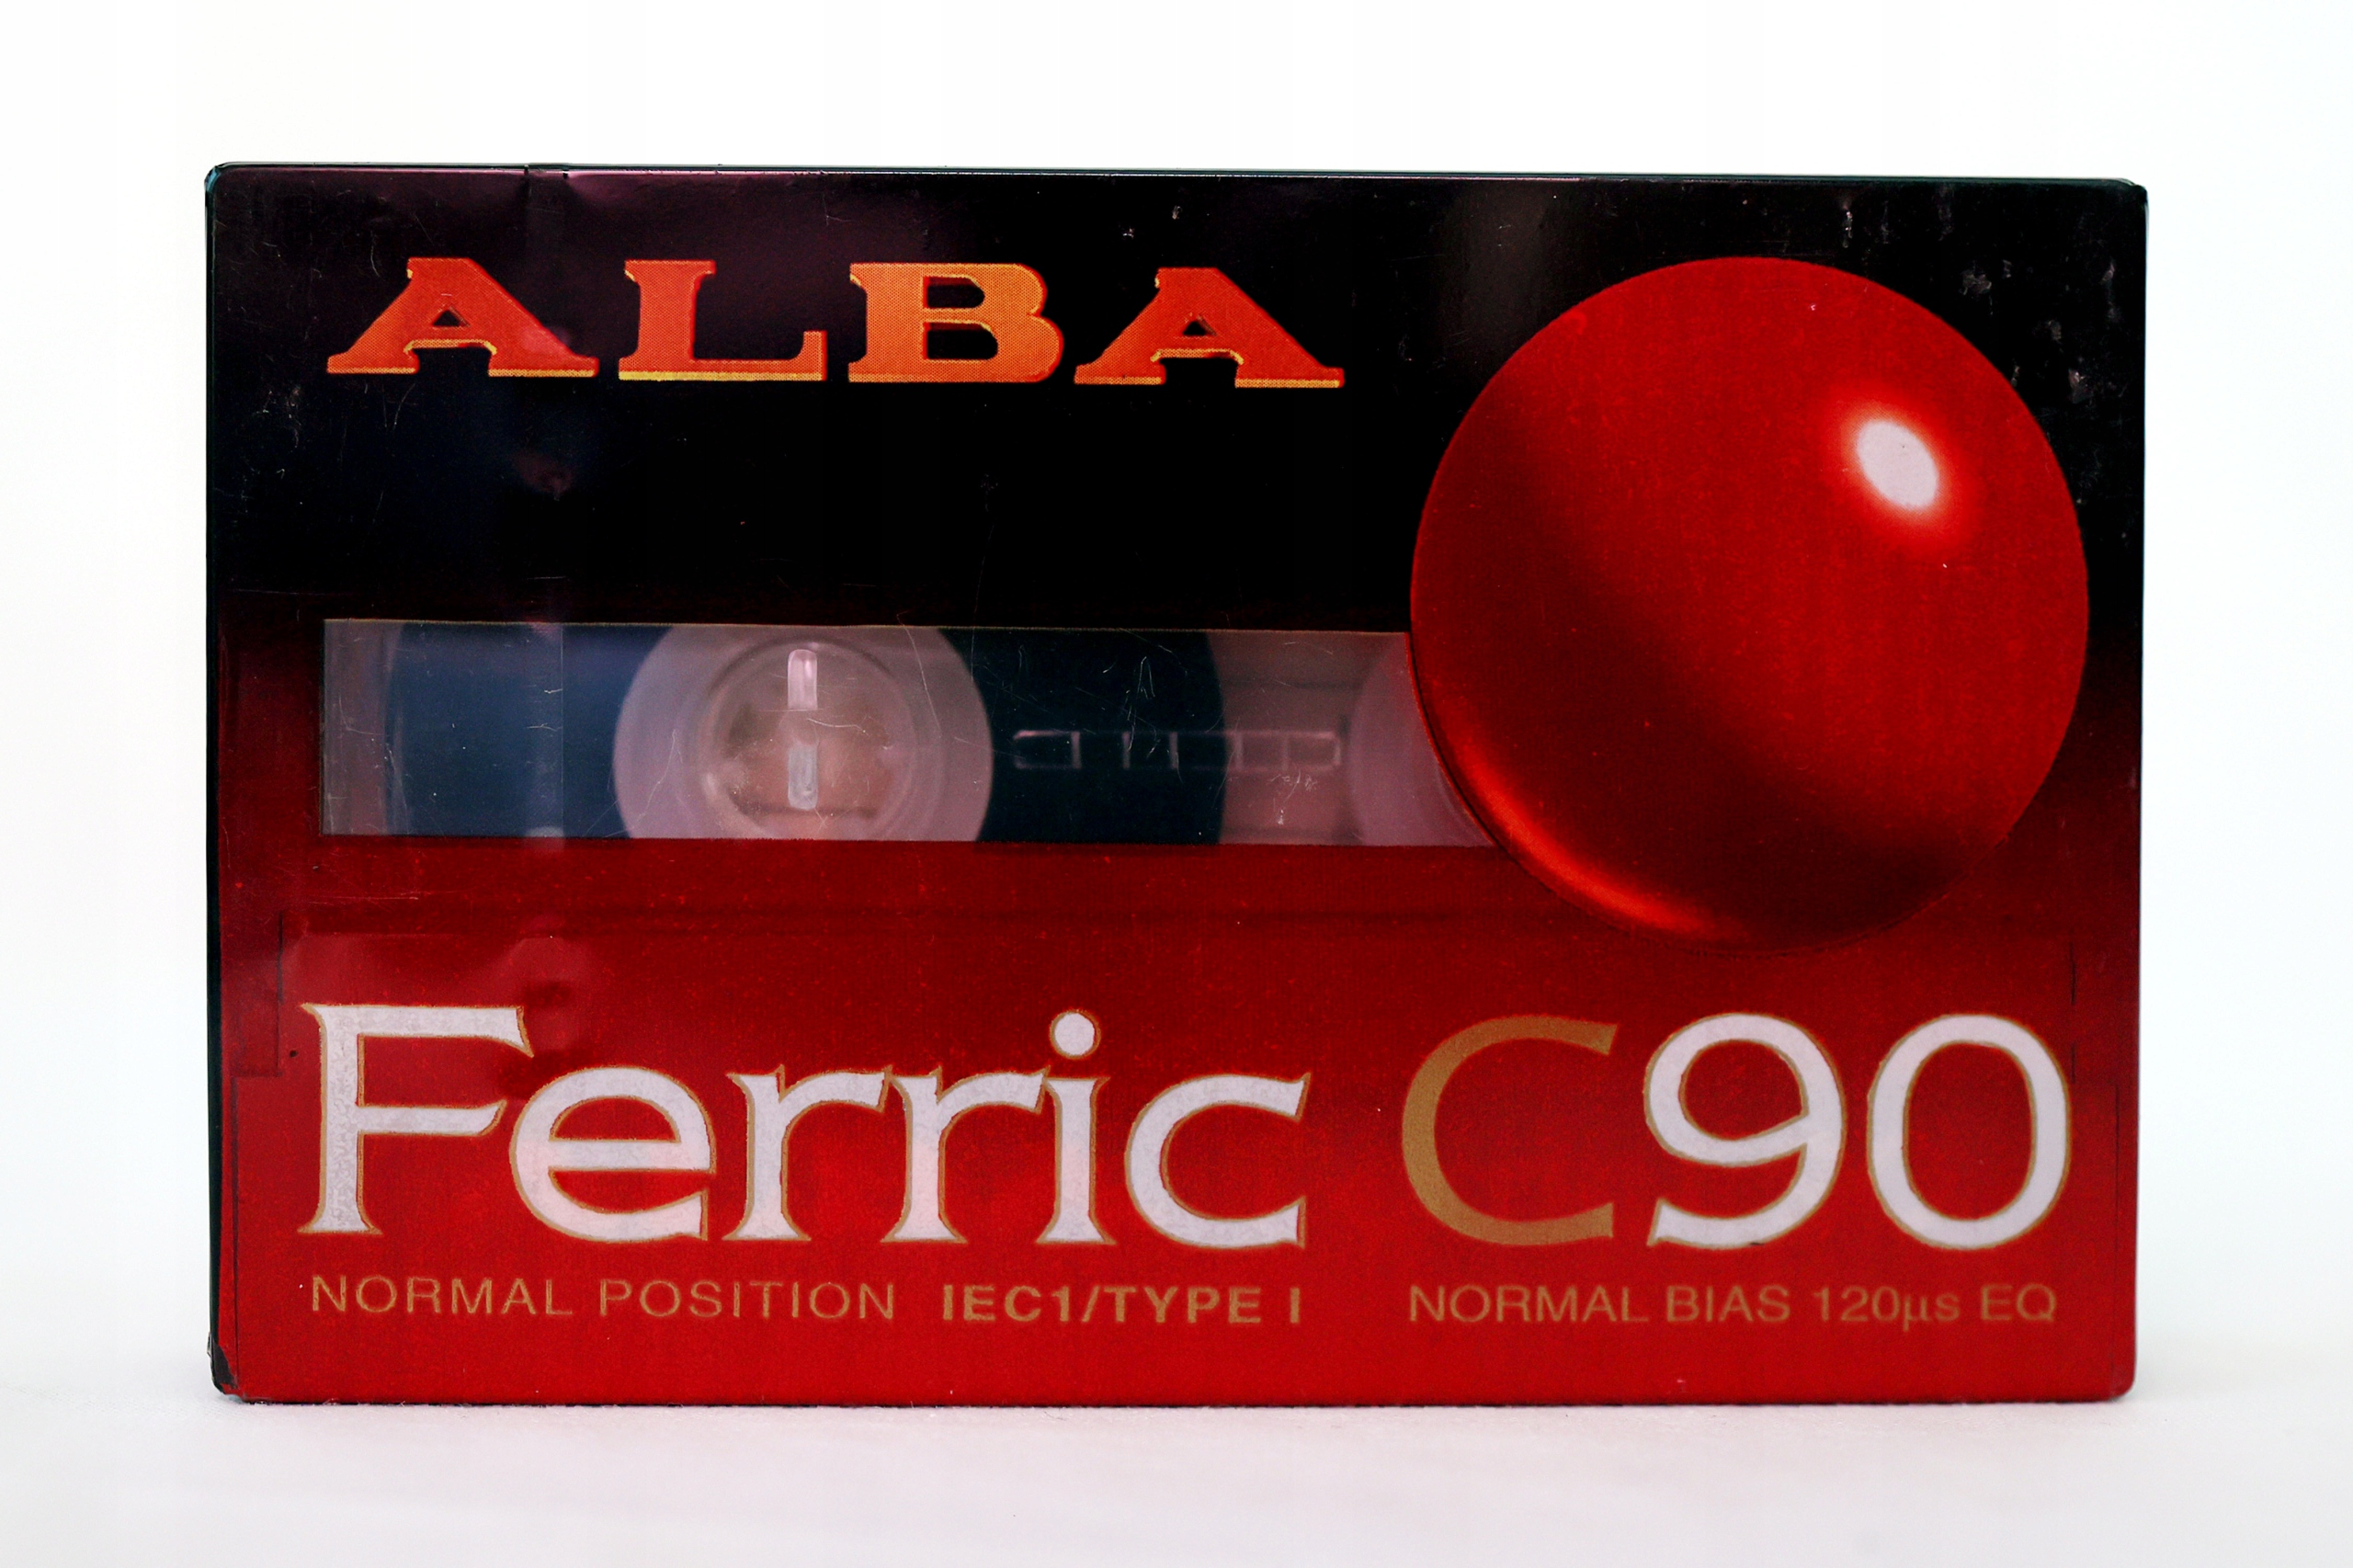 ALBA
Ferric C90
NORMAL POSITION IEC1/TYPE I NORMAL BIAS 120µs EQ